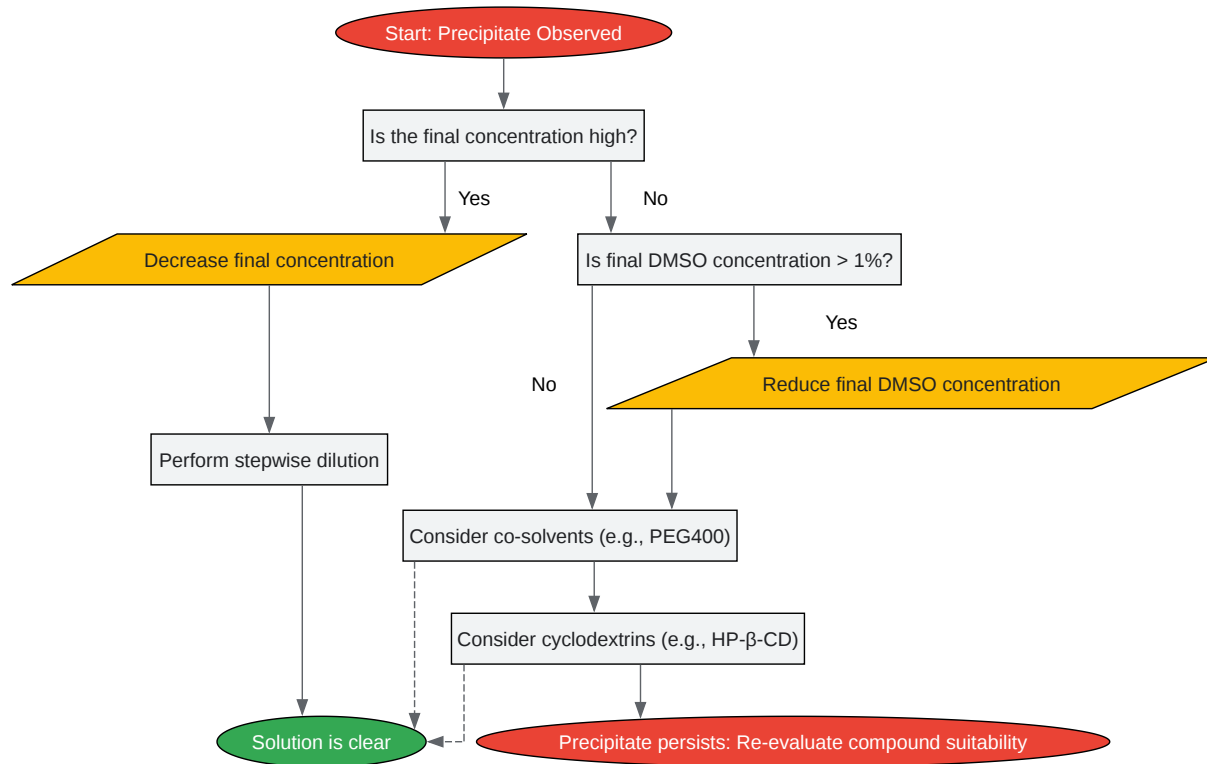 Start: Precipitate Observed
Is the final concentration high?
Yes
No
Decrease final concentration
Is final DMSO concentration > 1%?
Yes
No
Reduce final DMSO concentration
Perform stepwise dilution
Consider co-solvents (e.g., PEG400)
Consider cyclodextrins (e.g., HP-β-CD)
Solution is clear
Precipitate persists: Re-evaluate compound suitability